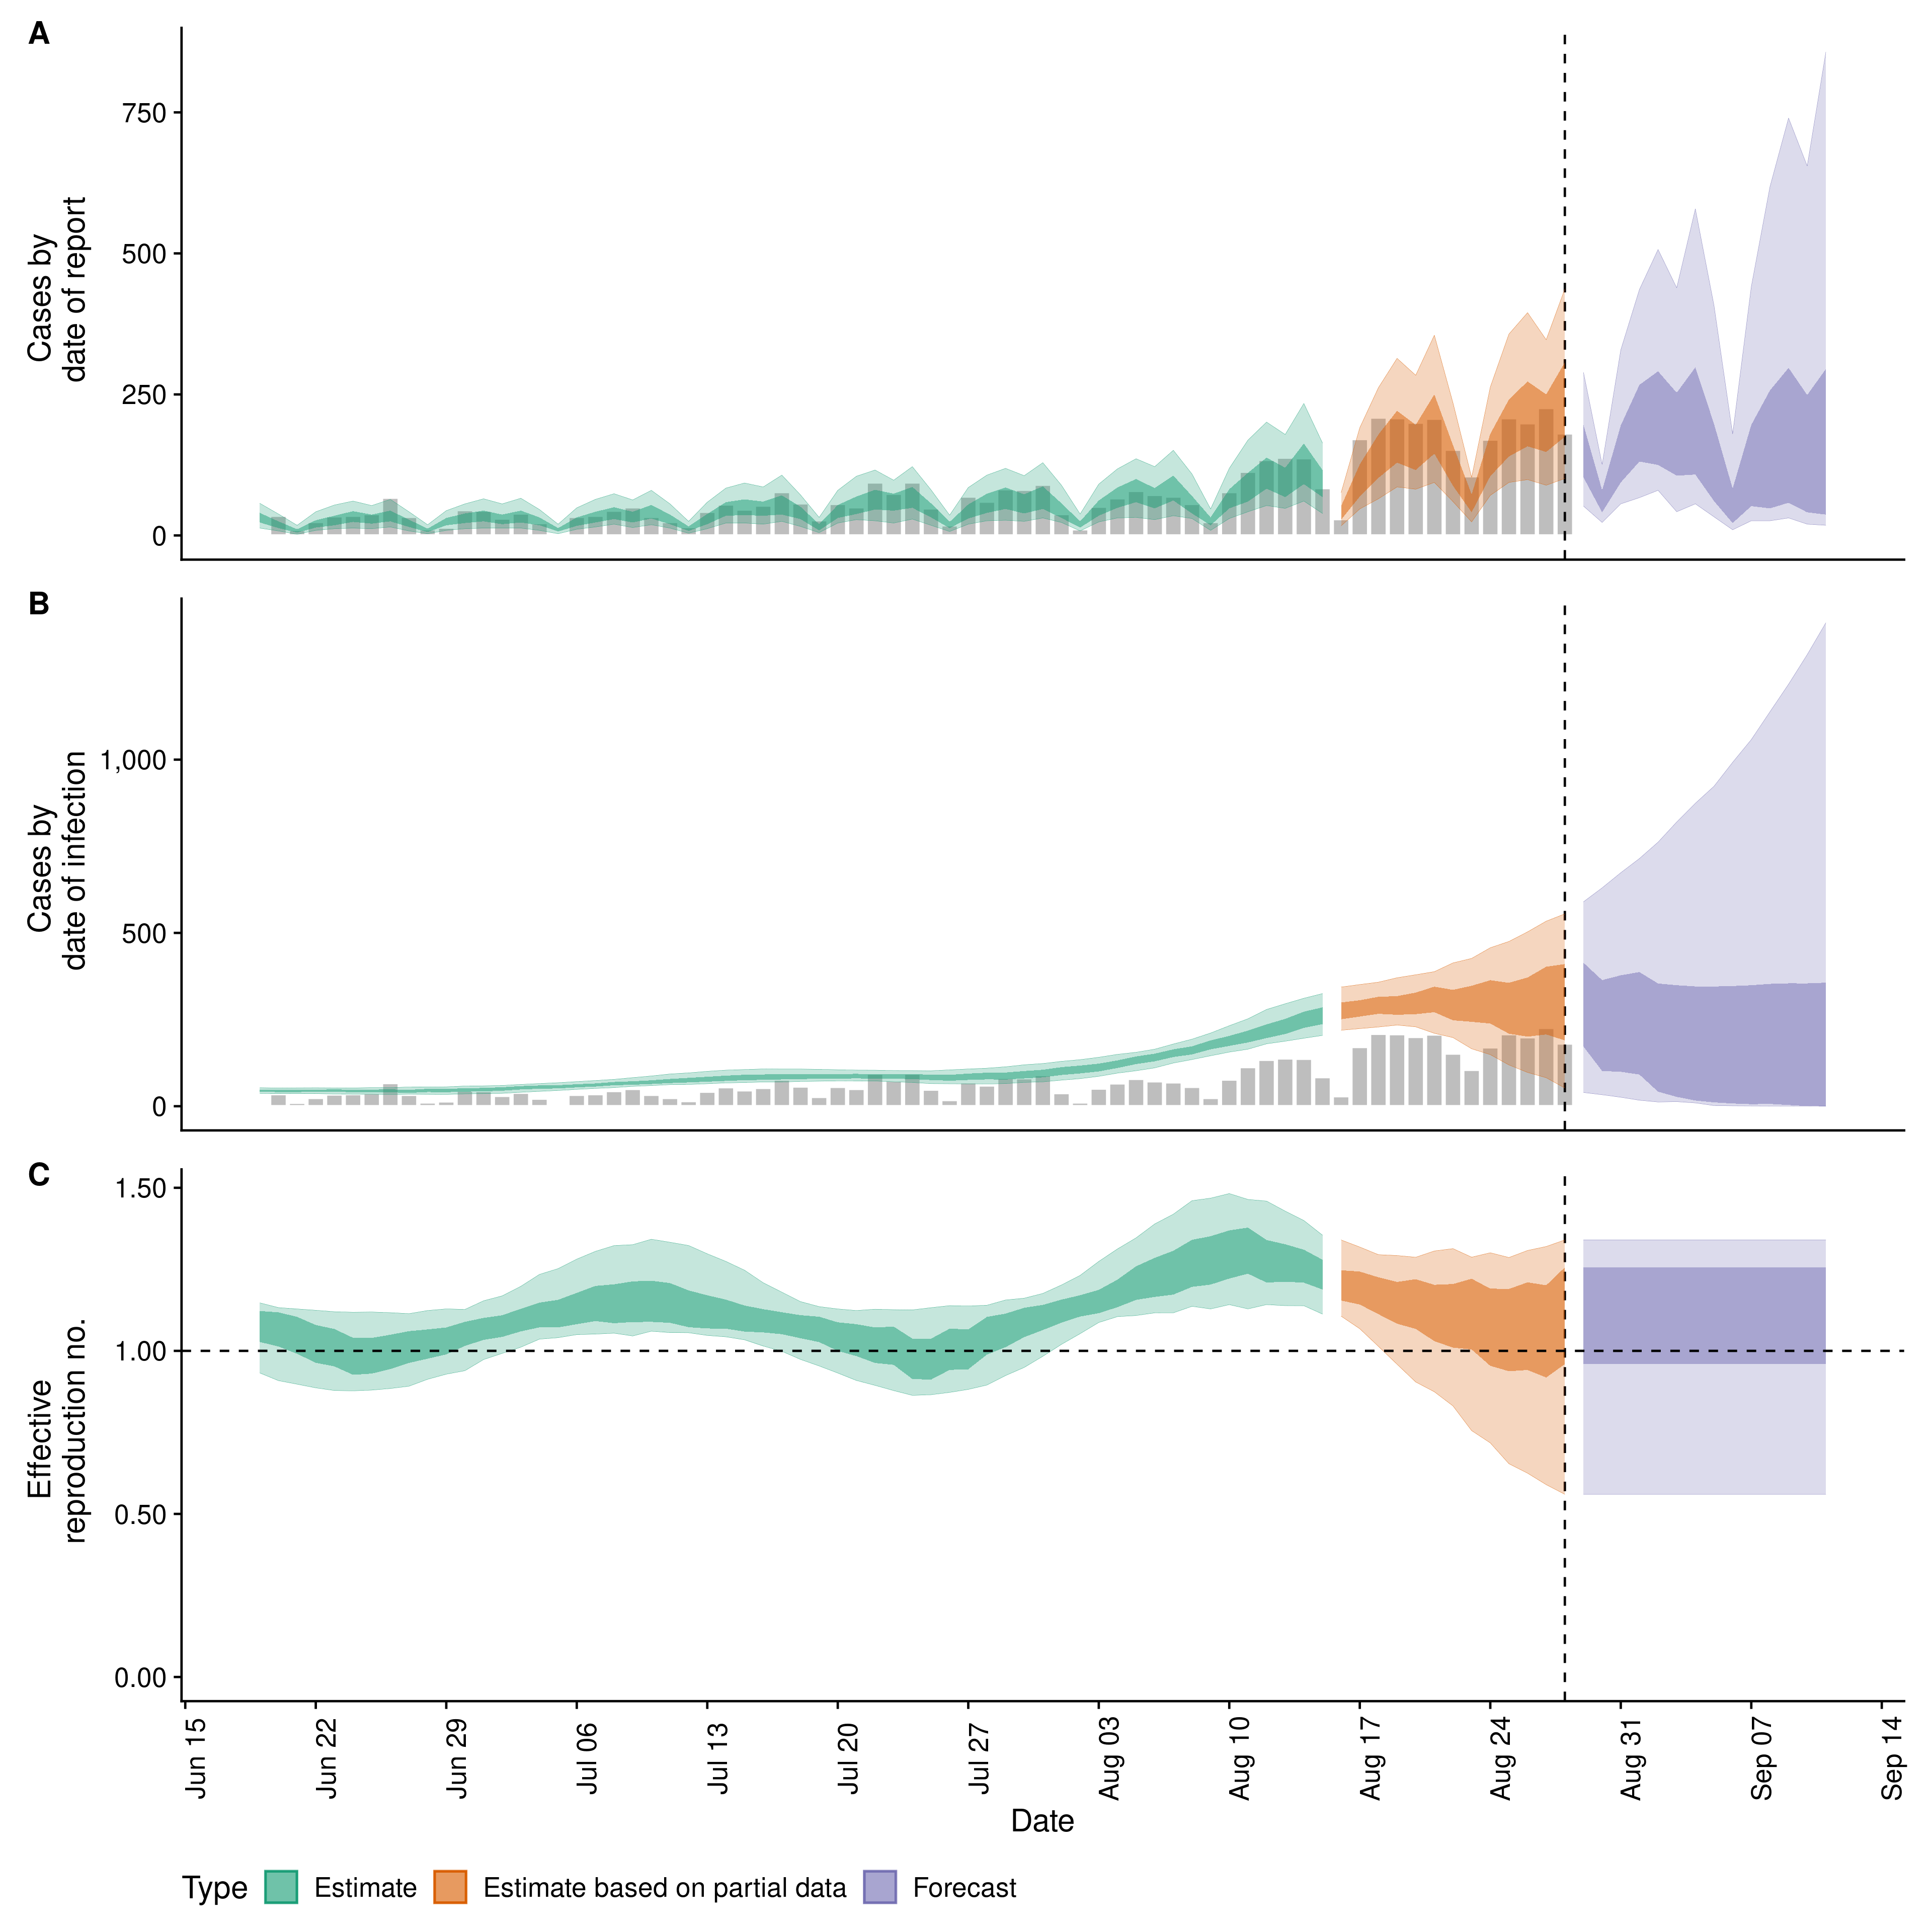 A
Cases by
date of report
750
500
250
0
B
Cases by
date of infection
1,000
500
0
C
Effective
reproduction no.
1.50
1.00
0.50
0.00
Jun 15
Jun 22
Jun 29
Jul 06
Jul 13
Jul 20
Jul 27
Aug 03
Aug 10
Aug 17
Aug 24
Aug 31
Sep 07
Sep 14
Date
Type Estimate Estimate based on partial data Forecast